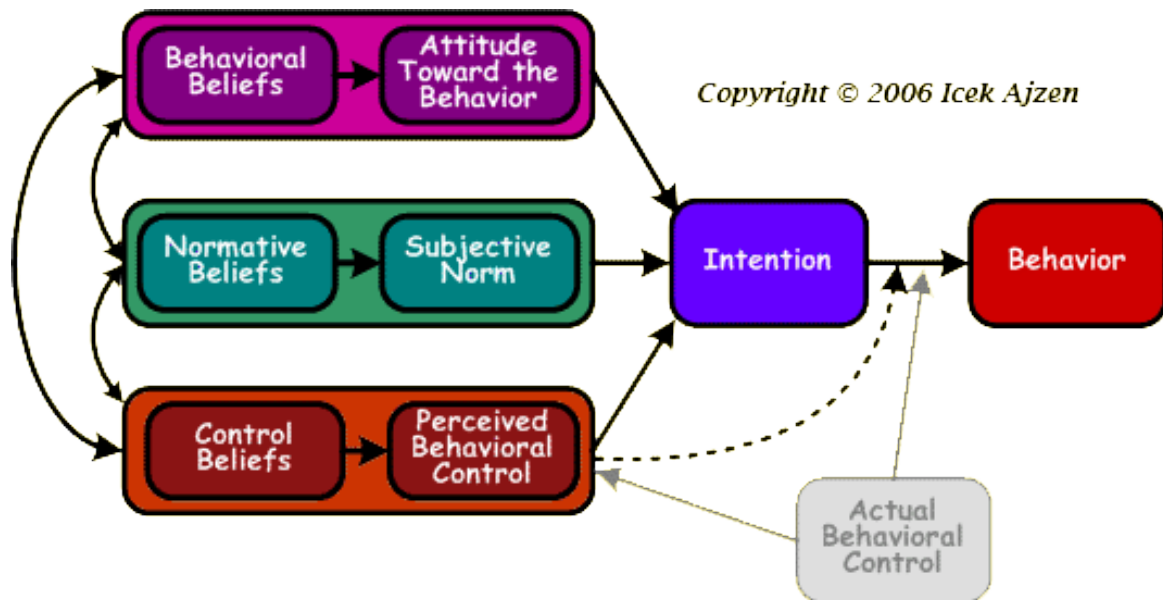 Behavioral
Beliefs
Attitude
Toward the
Behavior
Copyright © 2006 Icek Ajzen
Normative
Beliefs
Subjective
Norm
Intention
Behavior
Control
Beliefs
Perceived
Behavioral
Control
Actual
Behavioral
Control